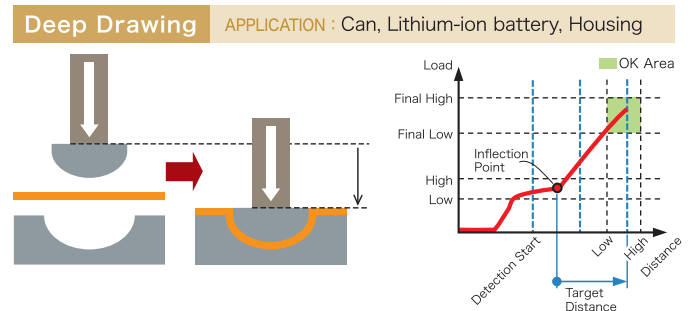 Deep Drawing
APPLICATION : Can, Lithium-ion battery, Housing
Load
OK Area
Final High
Final Low
Inflection
Point
High
Low
Detection Start
Low
High
Distance
Target
Distance